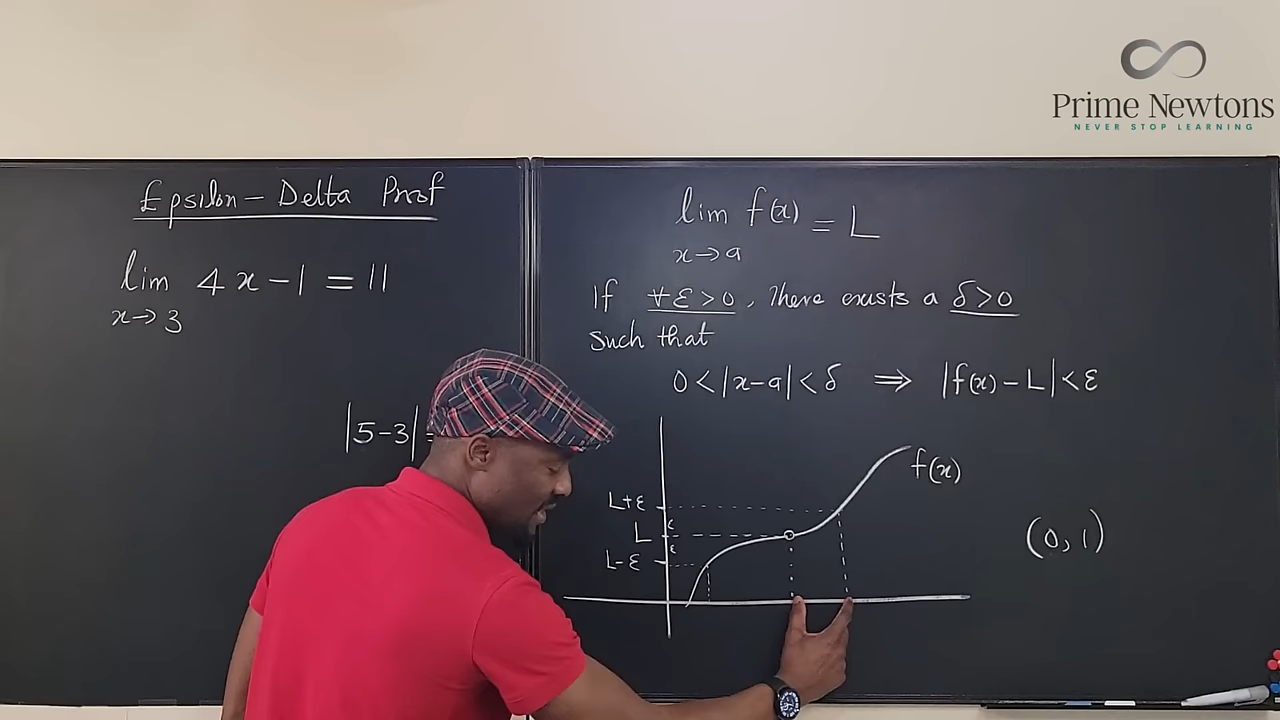 Prime Newtons
NEVER STOP LEARNING
Epsilon – Delta Prof
lim 4x – 1 = 11
x → 3
|5 – 3| =
lim f(x) = L
x → a
If ∀ε > 0, there exists a δ > 0
such that
0 < |x – a| < δ ⇒ |f(x) – L| < ε
f(x)
L + ε
ε
L
ε
L – ε
(0, 1)